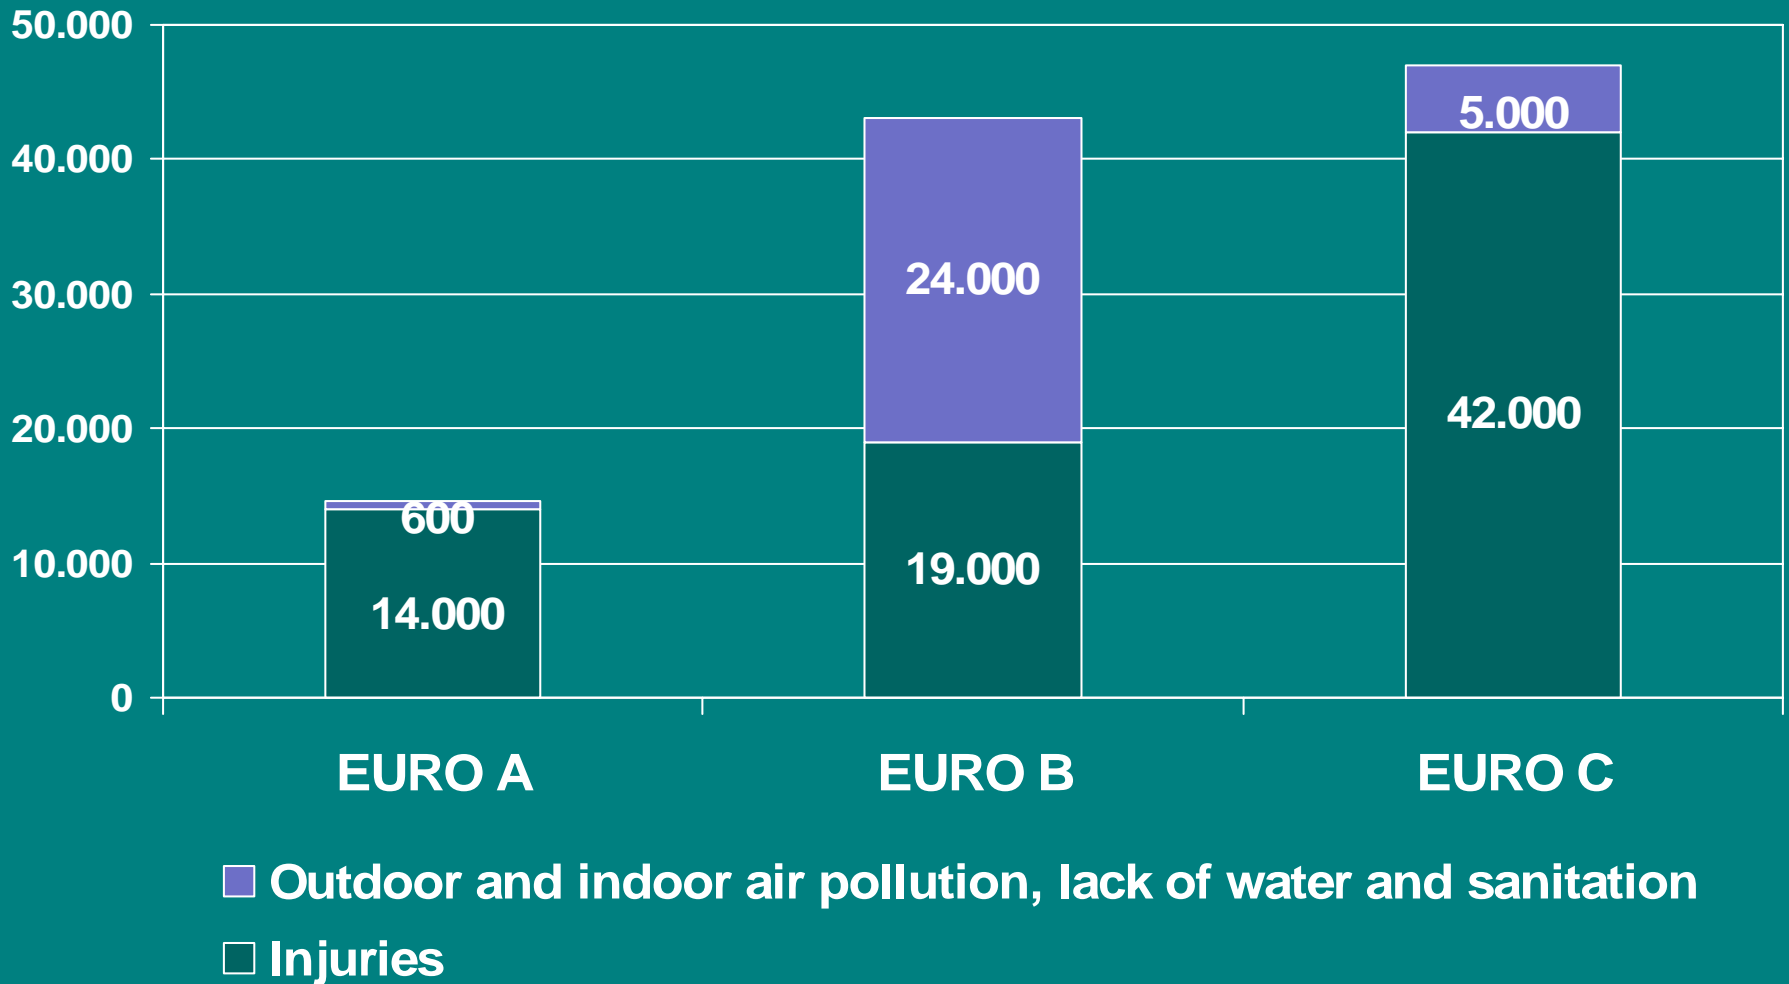 50.000
5.000
40.000
24.000
30.000
42.000
20.000
600
19.000
10.000
14.000
0
EURO A
EURO B
EURO C
Outdoor and indoor air pollution, lack of water and sanitation
Injuries